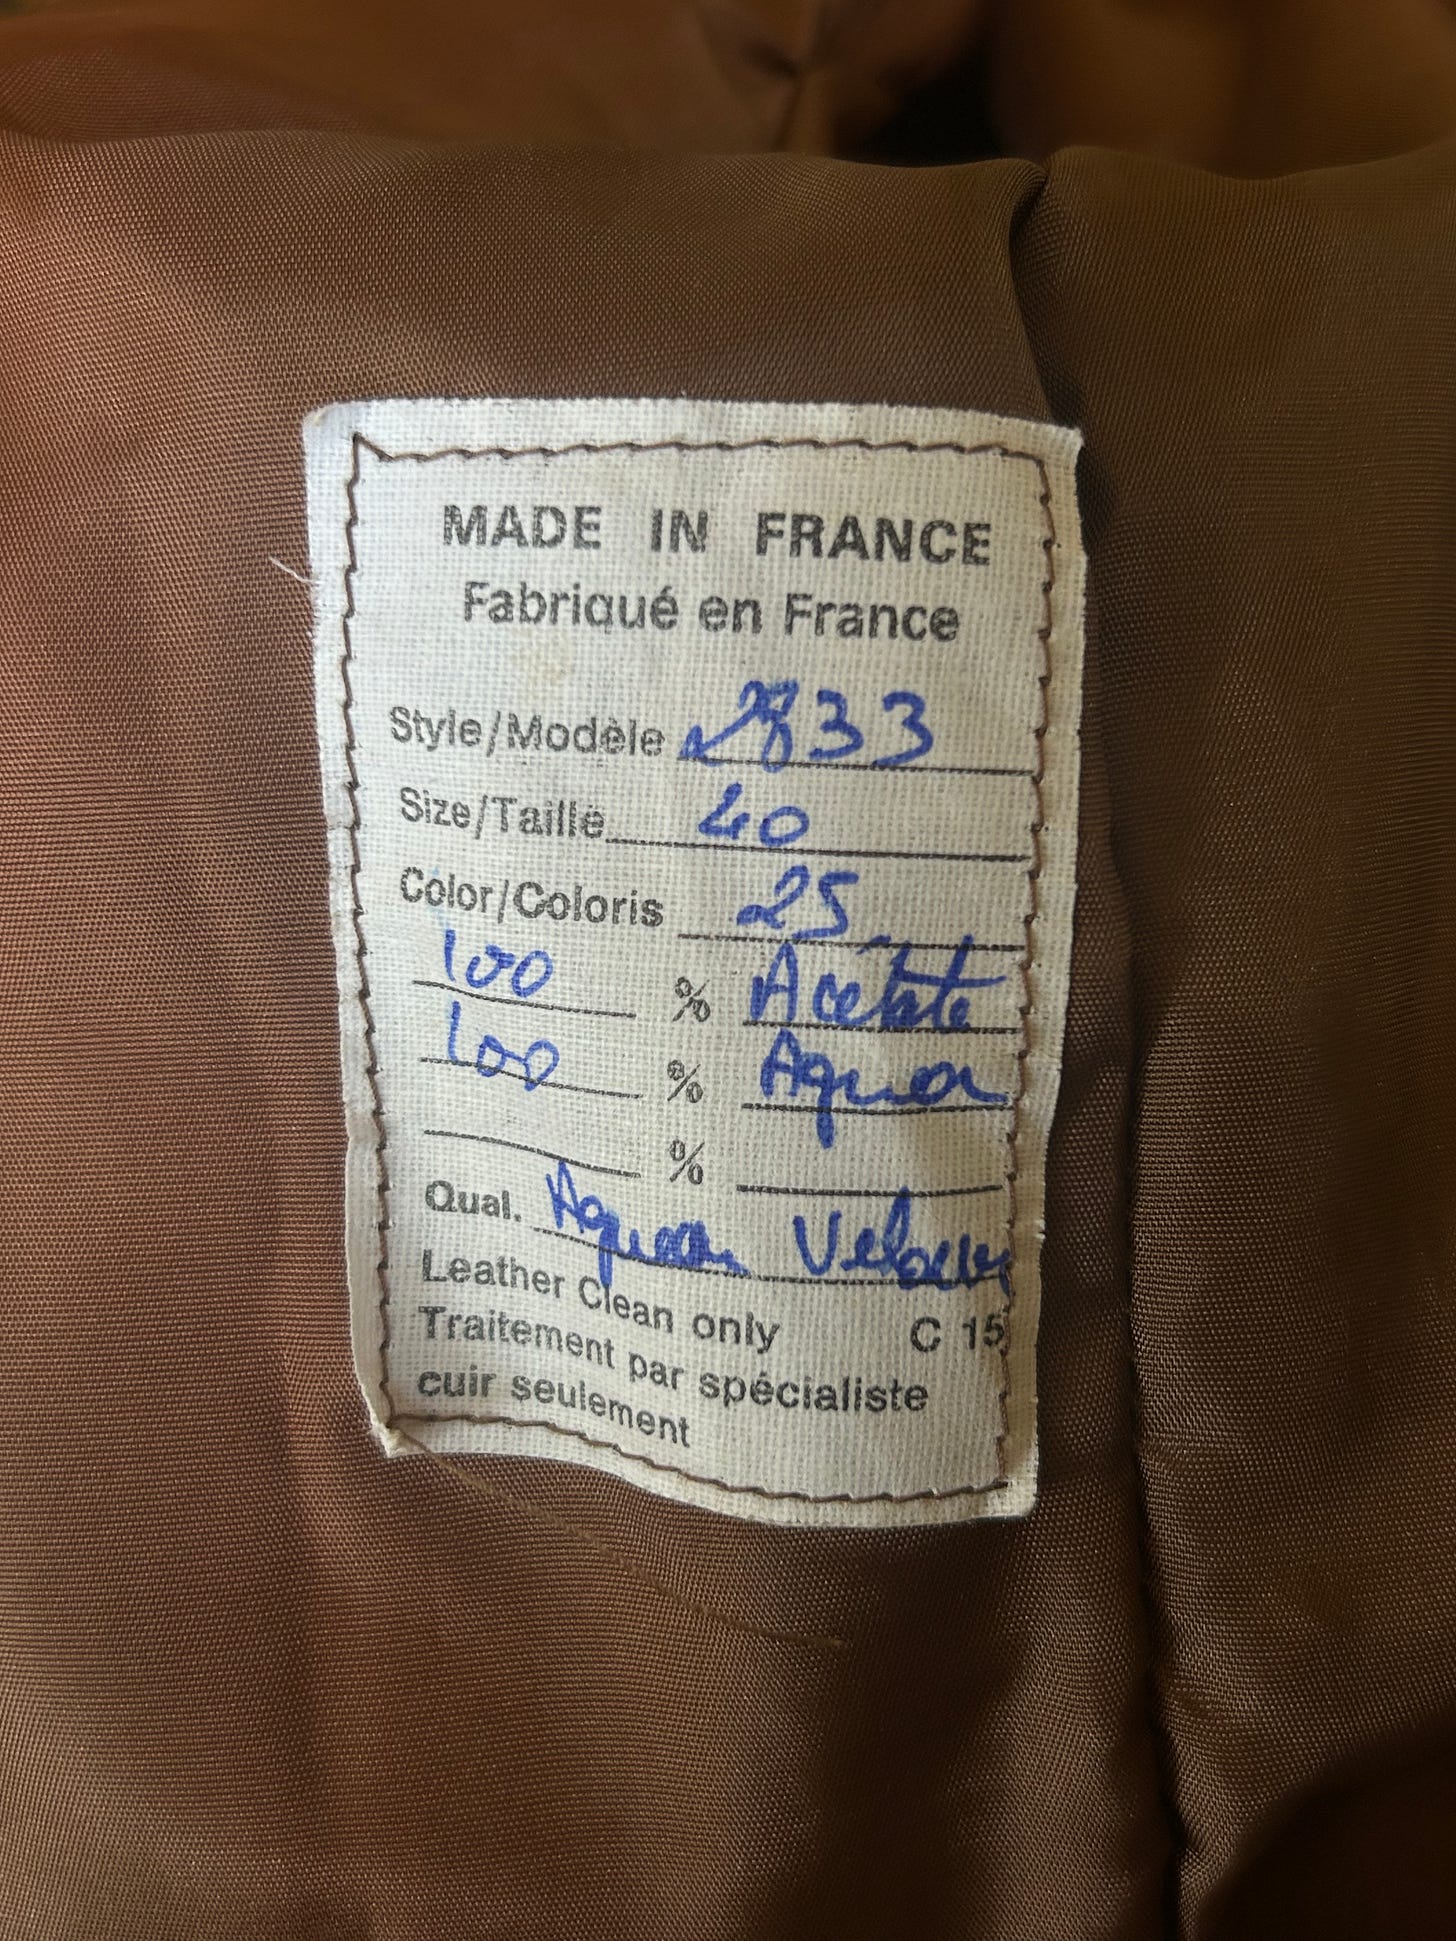 MADE IN FRANCE
Fabriqué en France
Style/Modèle 2833
Size/Taille 40
Color/Coloris 25
100 % Acétate
100 % Agneau
%
Qual. Agneau Velours
Leather Clean only C 15
Traitement par spécialiste
cuir seulement